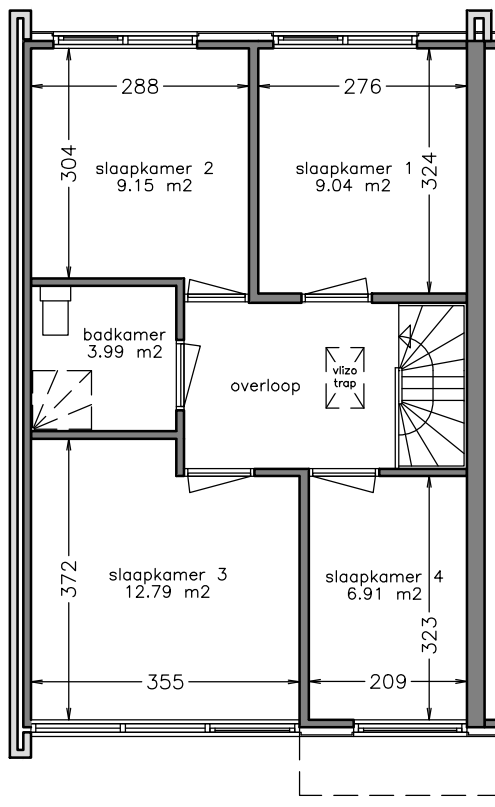 288
276
304
324
slaapkamer 2
9.15 m2
slaapkamer 1
9.04 m2
badkamer
3.99 m2
overloop
vlizo
trap
372
slaapkamer 3
12.79 m2
slaapkamer 4
6.91 m2
323
355
209